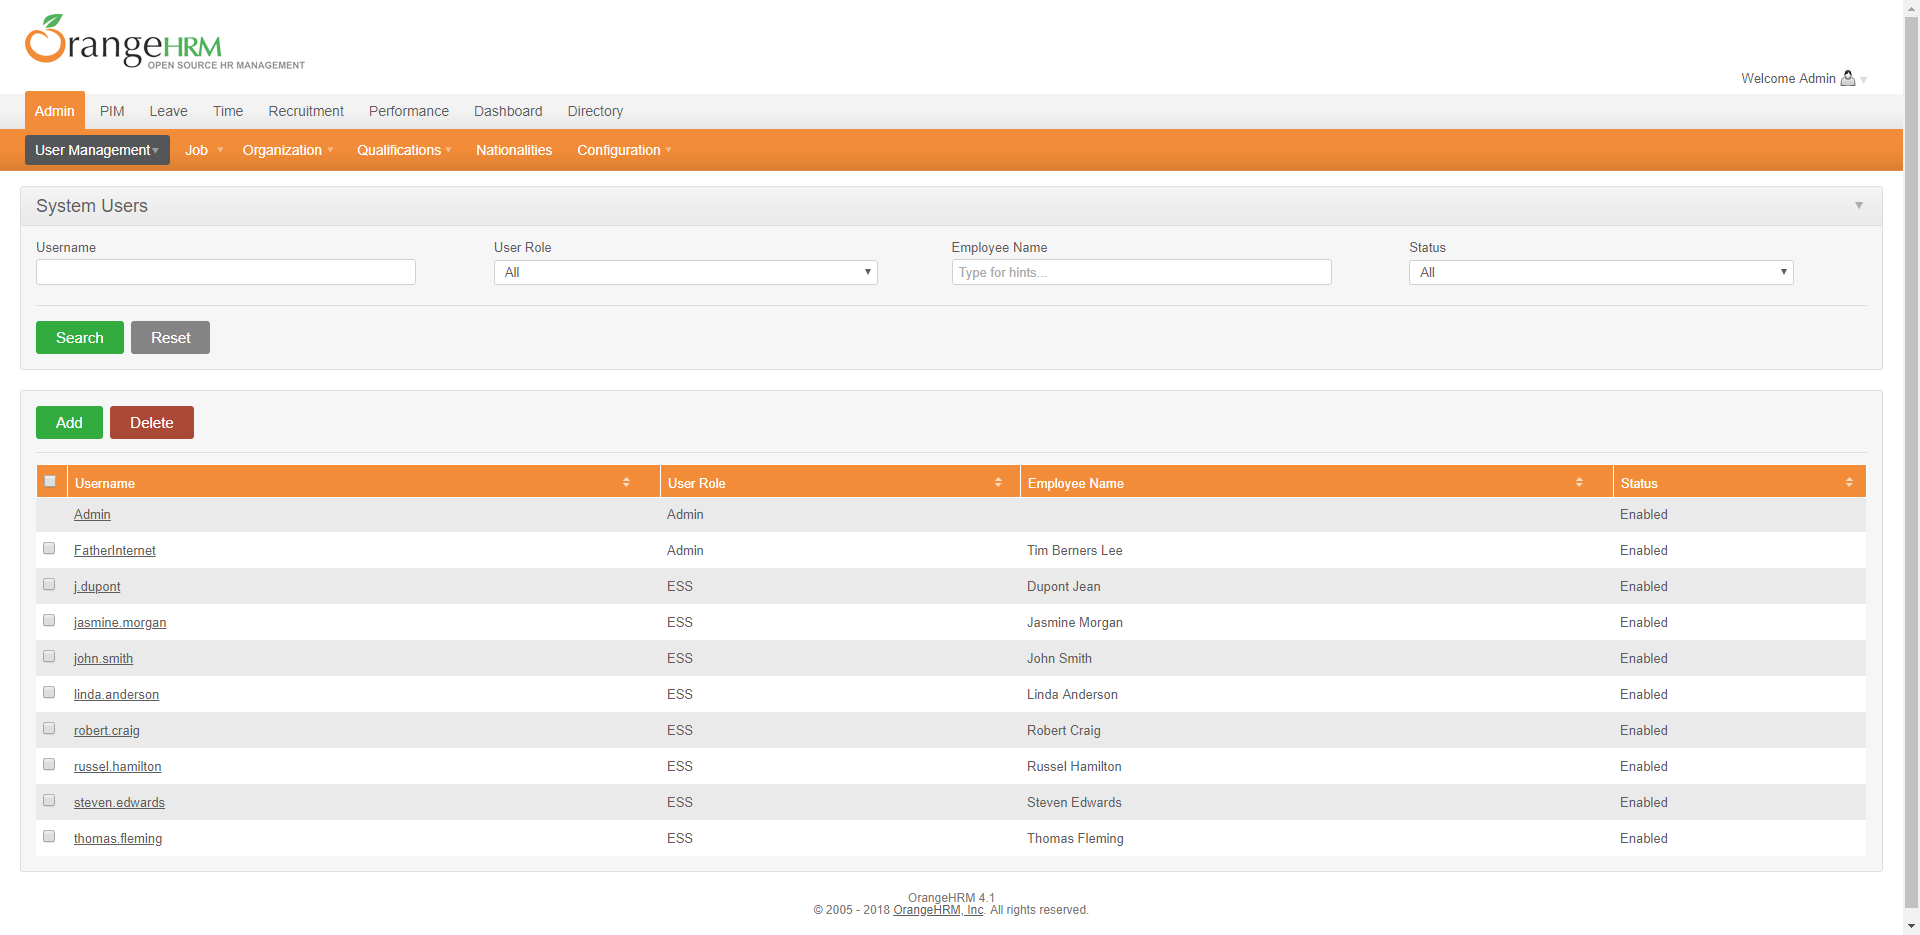 OrangeHRM
OPEN SOURCE HR MANAGEMENT
Welcome Admin
Admin PIM Leave Time Recruitment Performance Dashboard Directory
User Management Job Organization Qualifications Nationalities Configuration
System Users
Username User Role Employee Name Status
All Type for hints... All
Search Reset
Add Delete
Username User Role Employee Name Status
Admin Admin Enabled
FatherInternet Admin Tim Berners Lee Enabled
j.dupont ESS Dupont Jean Enabled
jasmine.morgan ESS Jasmine Morgan Enabled
john.smith ESS John Smith Enabled
linda.anderson ESS Linda Anderson Enabled
robert.craig ESS Robert Craig Enabled
russel.hamilton ESS Russel Hamilton Enabled
steven.edwards ESS Steven Edwards Enabled
thomas.fleming ESS Thomas Fleming Enabled
OrangeHRM 4.1
© 2005 - 2018 OrangeHRM, Inc. All rights reserved.